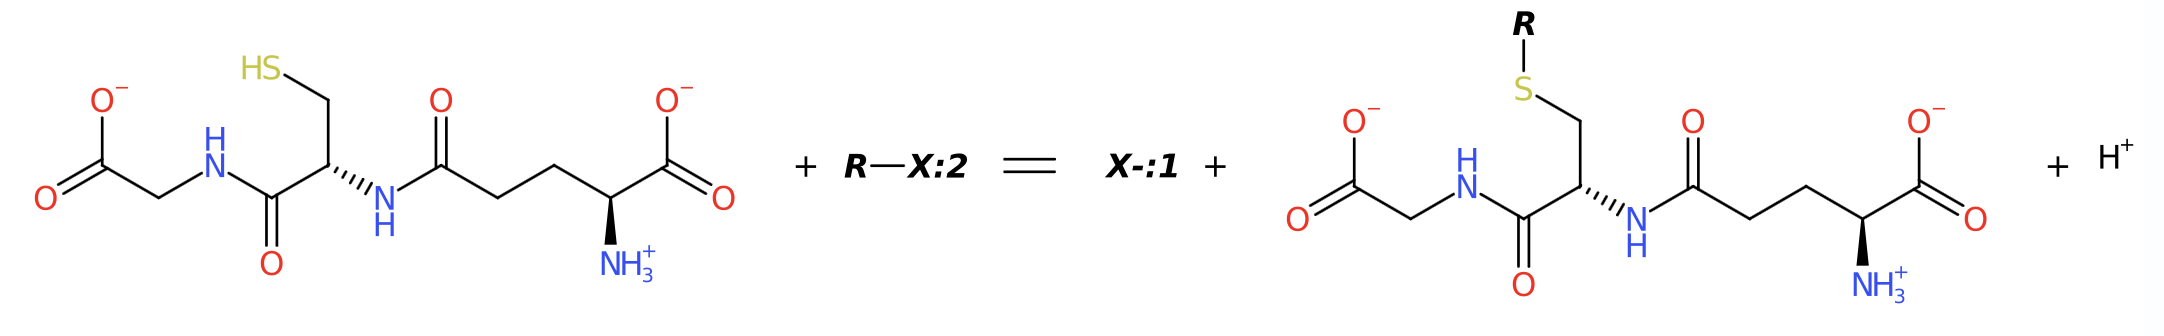 HS
O⁻
O
H
N
O
N
H
O
O⁻
O
NH₃⁺
+
R—X:2
=
X-:1
+
R
S
O⁻
O
H
N
O
N
H
O
O⁻
O
NH₃⁺
+
H⁺